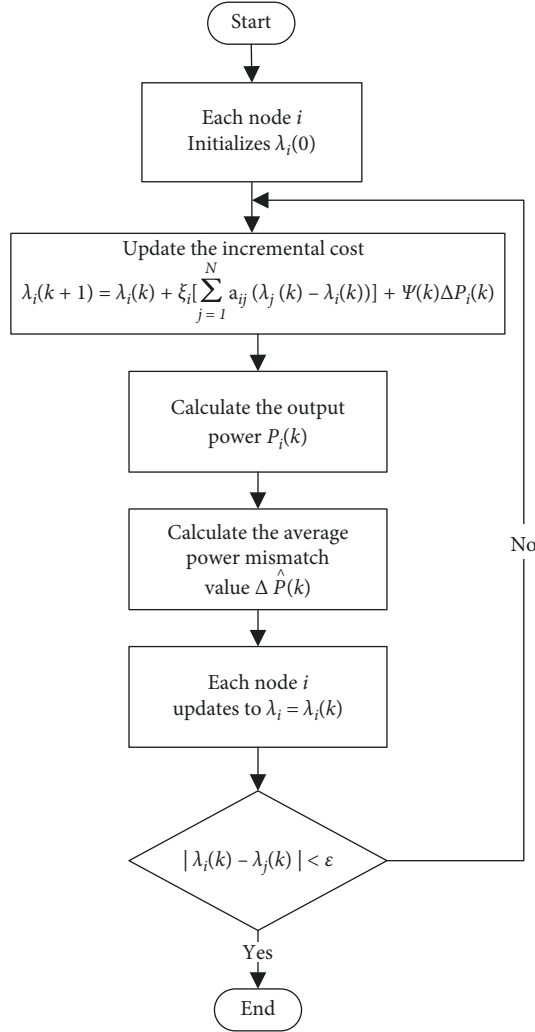 Start
Each node i
Initializes λi(0)
Update the incremental cost
λi(k + 1) = λi(k) + ξi[∑ j = 1 N aij (λj (k) – λi(k))] + Ψ(k)ΔPi(k)
Calculate the output
power Pi(k)
Calculate the average
power mismatch
value Δ P̂(k)
Each node i
updates to λi = λi(k)
No
| λi(k) – λj(k) | < ε
Yes
End